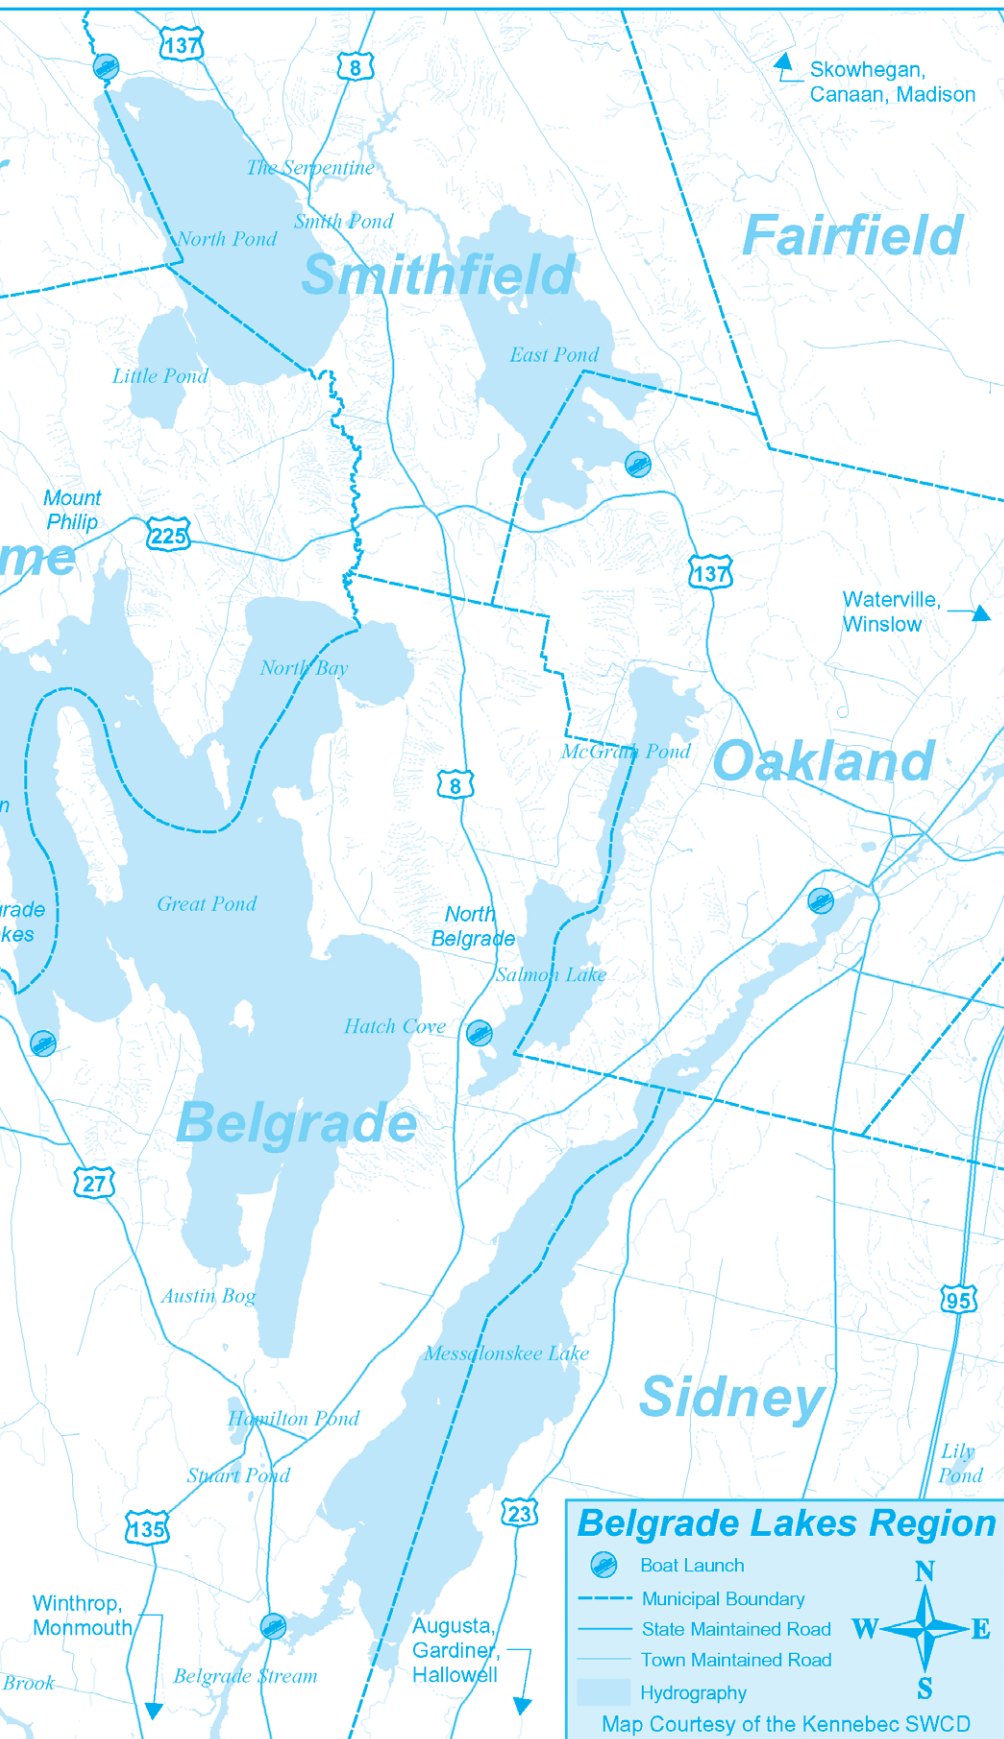 137
8
Skowhegan,
Canaan, Madison
The Serpentine
Smith Pond
North Pond
Fairfield
Smithfield
East Pond
Little Pond
Mount
Philip
225
me
137
Waterville,
Winslow
North Bay
McGrath Pond
Oakland
8
n
Great Pond
grade
kes
North
Belgrade
Salmon Lake
Hatch Cove
Belgrade
27
Austin Bog
95
Messalonskee Lake
Sidney
Hamilton Pond
Stuart Pond
Lily
Pond
135
23
Winthrop,
Monmouth
Augusta,
Gardiner,
Hallowell
Belgrade Stream
Brook
Belgrade Lakes Region
Boat Launch
Municipal Boundary
State Maintained Road
Town Maintained Road
Hydrography
N
W
E
S
Map Courtesy of the Kennebec SWCD